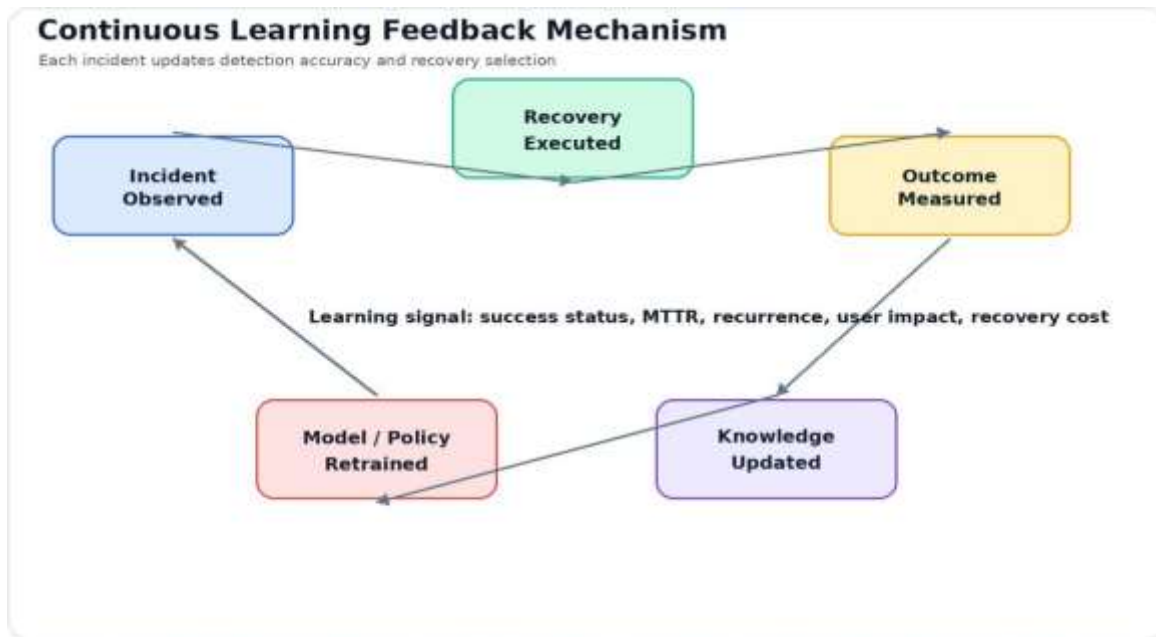 Continuous Learning Feedback Mechanism
Each incident updates detection accuracy and recovery selection
Recovery
Executed
Incident
Observed
Outcome
Measured
Learning signal: success status, MTTR, recurrence, user impact, recovery cost
Model / Policy
Retrained
Knowledge
Updated